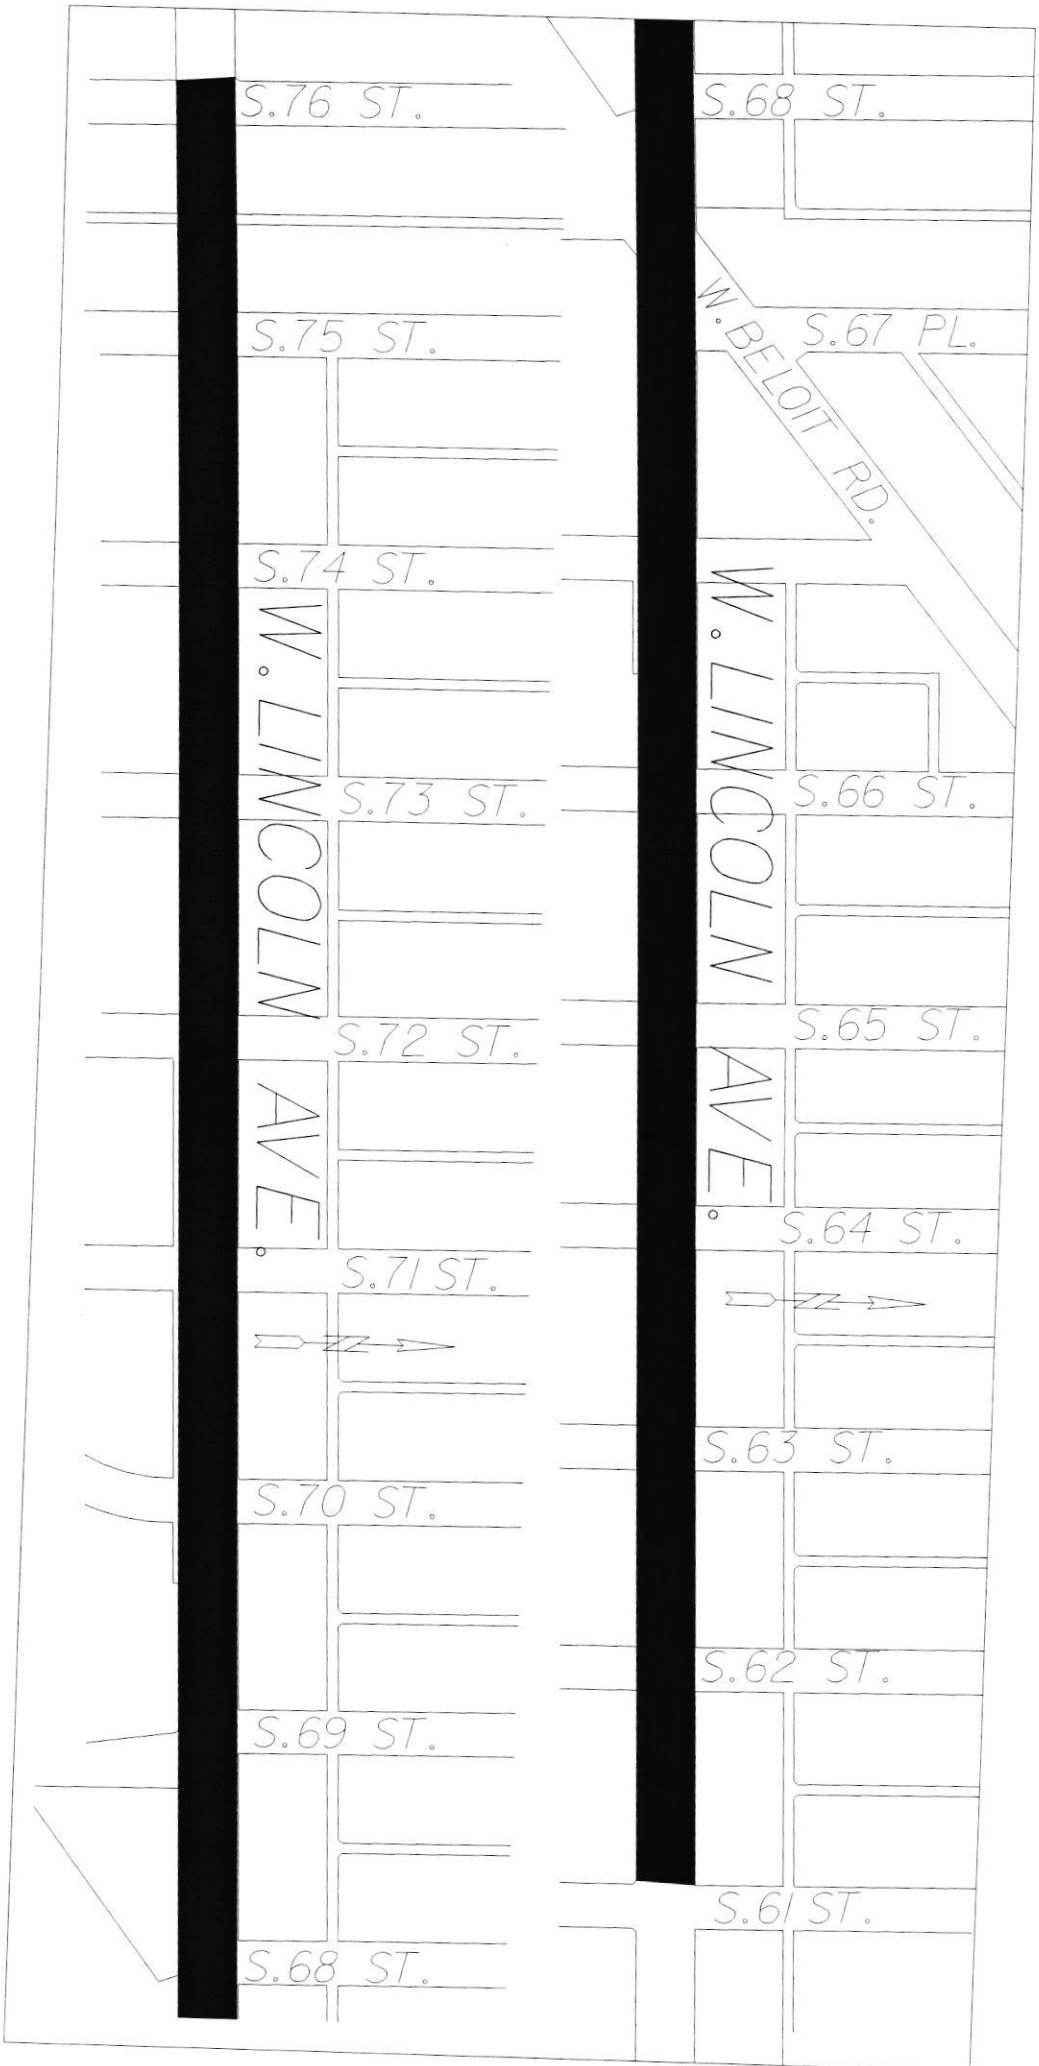 S.76 ST.
S.75 ST.
S.74 ST.
W. LINCOLN AVE.
S.73 ST.
S.72 ST.
S.71 ST.
S.70 ST.
S.69 ST.
S.68 ST.
S.68 ST.
W. BELOIT RD.
S.67 PL.
W. LINCOLN AVE.
S.66 ST.
S.65 ST.
S.64 ST.
S.63 ST.
S.62 ST.
S.61 ST.